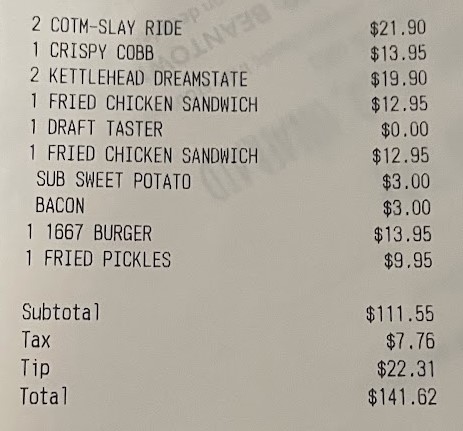 2 COTM-SLAY RIDE $21.90
1 CRISPY COBB $13.95
2 KETTLEHEAD DREAMSTATE $19.90
1 FRIED CHICKEN SANDWICH $12.95
1 DRAFT TASTER $0.00
1 FRIED CHICKEN SANDWICH $12.95
SUB SWEET POTATO $3.00
BACON $3.00
1 1667 BURGER $13.95
1 FRIED PICKLES $9.95
Subtotal $111.55
Tax $7.76
Tip $22.31
Total $141.62